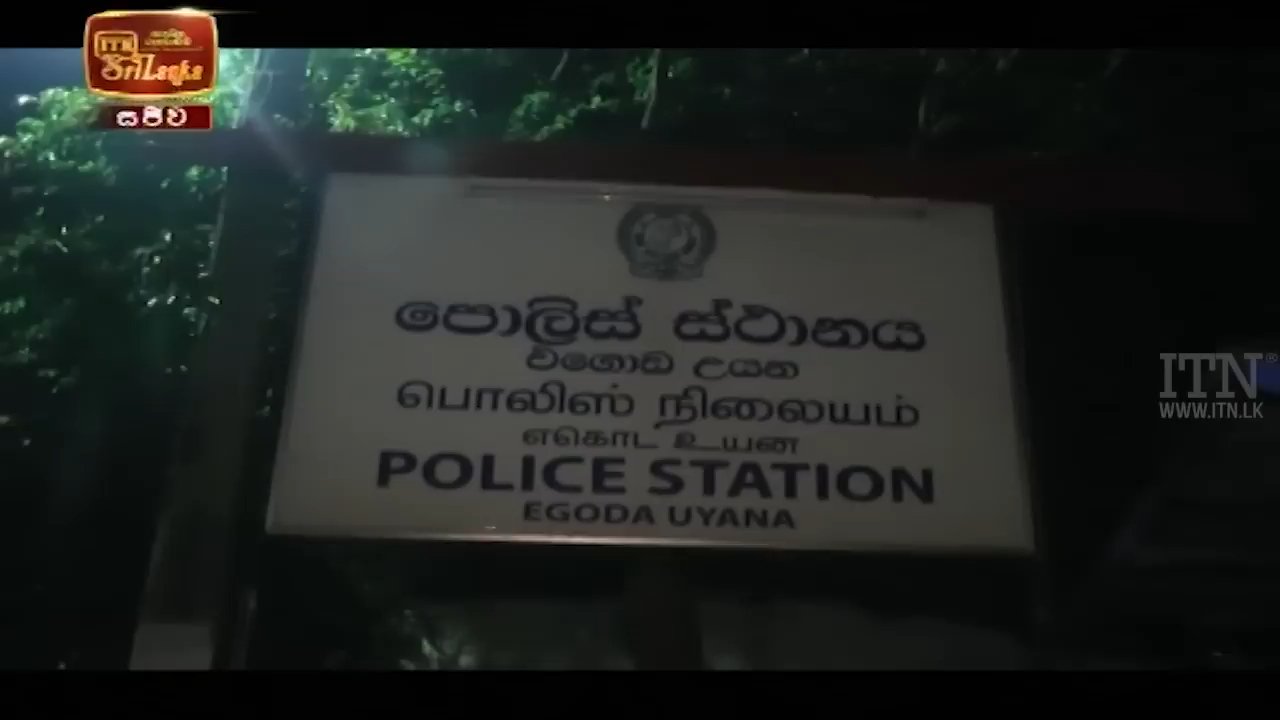 ITN
Sri Lanka
සජීව
පොලිස් ස්ථානය
එගොඩ උයන
பொலிஸ் நிலையம்
எகொட உயன
POLICE STATION
EGODA UYANA
ITN
WWW.ITN.LK